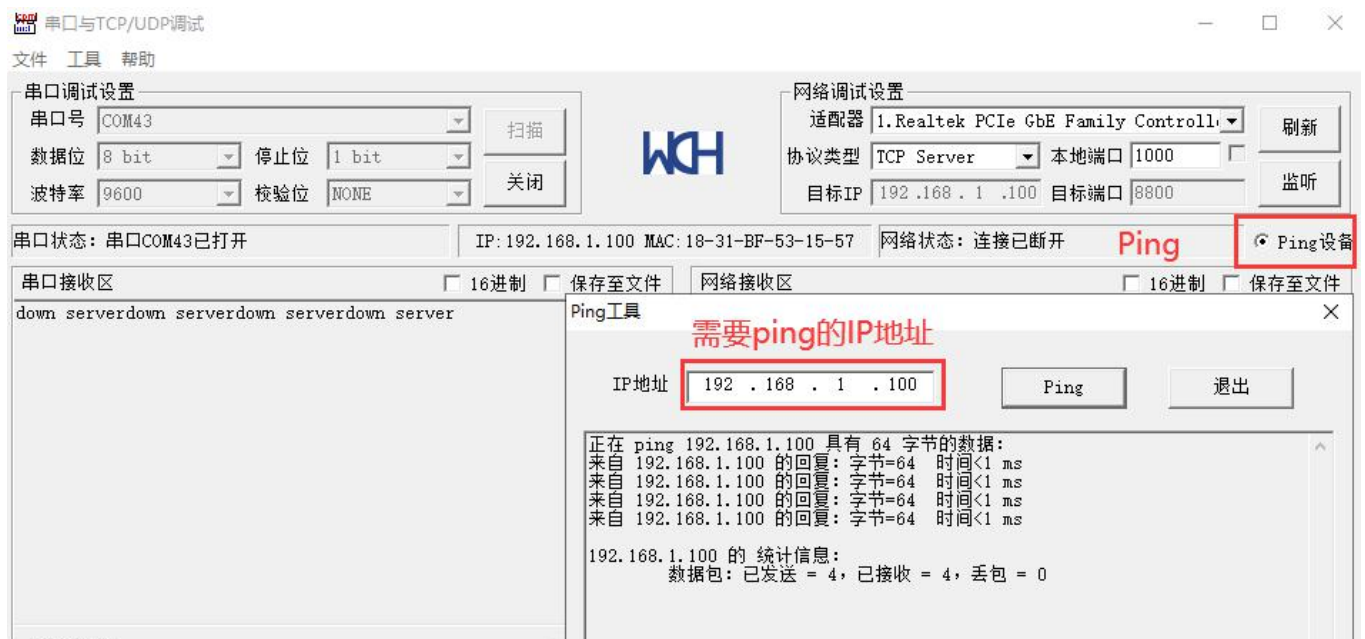 串口与TCP/UDP调试
文件 工具 帮助
串口调试设置
串口号 COM43 扫描
数据位 8 bit 停止位 1 bit
波特率 9600 校验位 NONE 关闭
WCH
网络调试设置
适配器 1.Realtek PCIe GbE Family Controll 刷新
协议类型 TCP Server 本地端口 1000
目标IP 192 .168 . 1 .100 目标端口 8800 监听
串口状态: 串口COM43已打开 IP:192.168.1.100 MAC:18-31-BF-53-15-57 网络状态: 连接已断开 Ping Ping设备
串口接收区 16进制 保存至文件 网络接收区 16进制 保存至文件
down serverdown serverdown serverdown server
Ping工具
需要ping的IP地址
IP地址 192 .168 . 1 .100 Ping 退出
正在 ping 192.168.1.100 具有 64 字节的数据:
来自 192.168.1.100 的回复: 字节=64 时间<1 ms
来自 192.168.1.100 的回复: 字节=64 时间<1 ms
来自 192.168.1.100 的回复: 字节=64 时间<1 ms
来自 192.168.1.100 的回复: 字节=64 时间<1 ms
192.168.1.100 的 统计信息:
数据包: 已发送 = 4, 已接收 = 4, 丢包 = 0